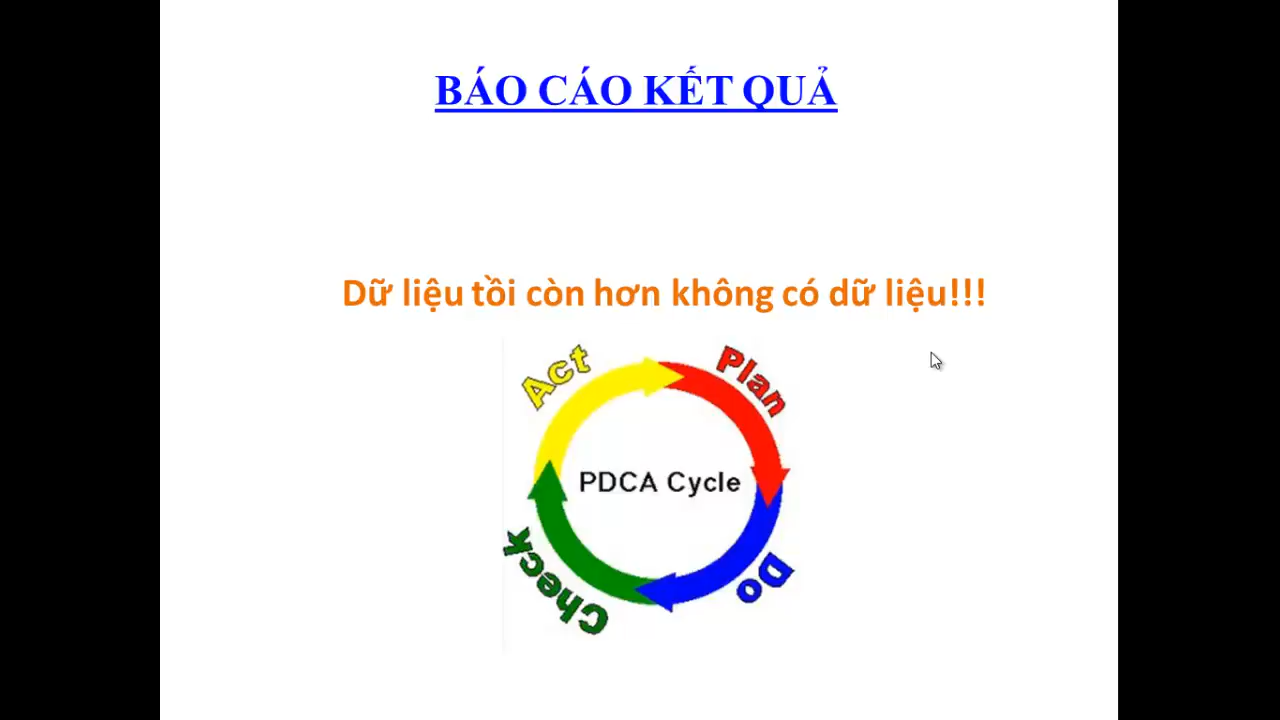 BÁO CÁO KẾT QUẢ
Dữ liệu tồi còn hơn không có dữ liệu!!!
Act
Plan
PDCA Cycle
Check
Do